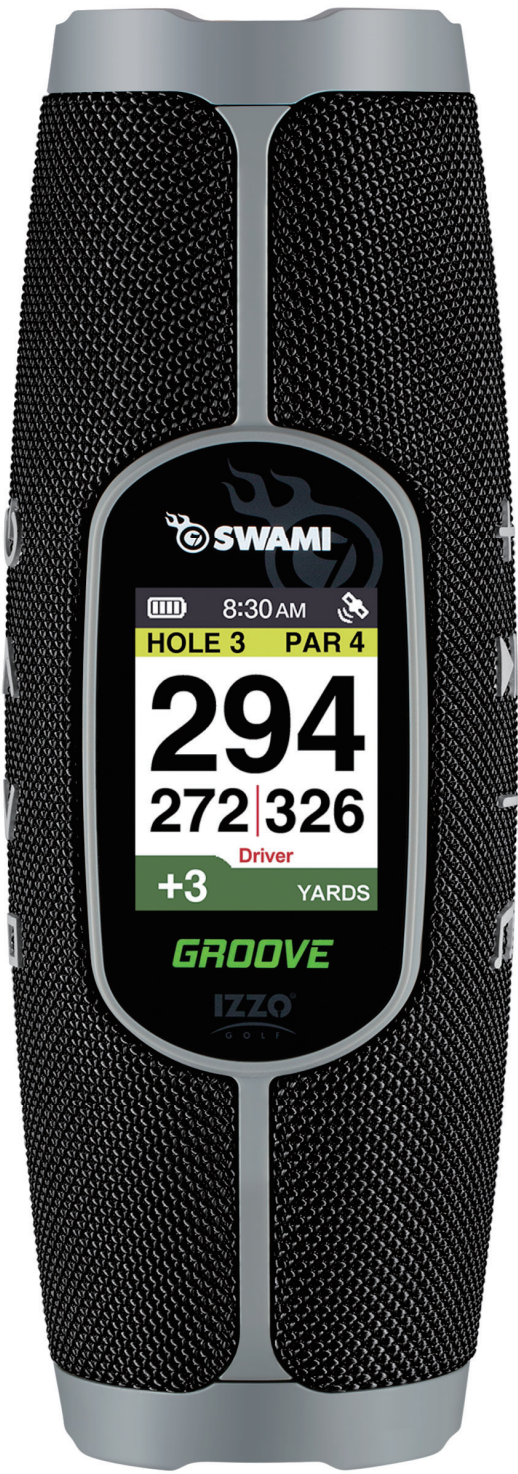 SWAMI
8:30 AM
HOLE 3 PAR 4
294
272 326
Driver
+3 YARDS
GROOVE
IZZO®
GOLF